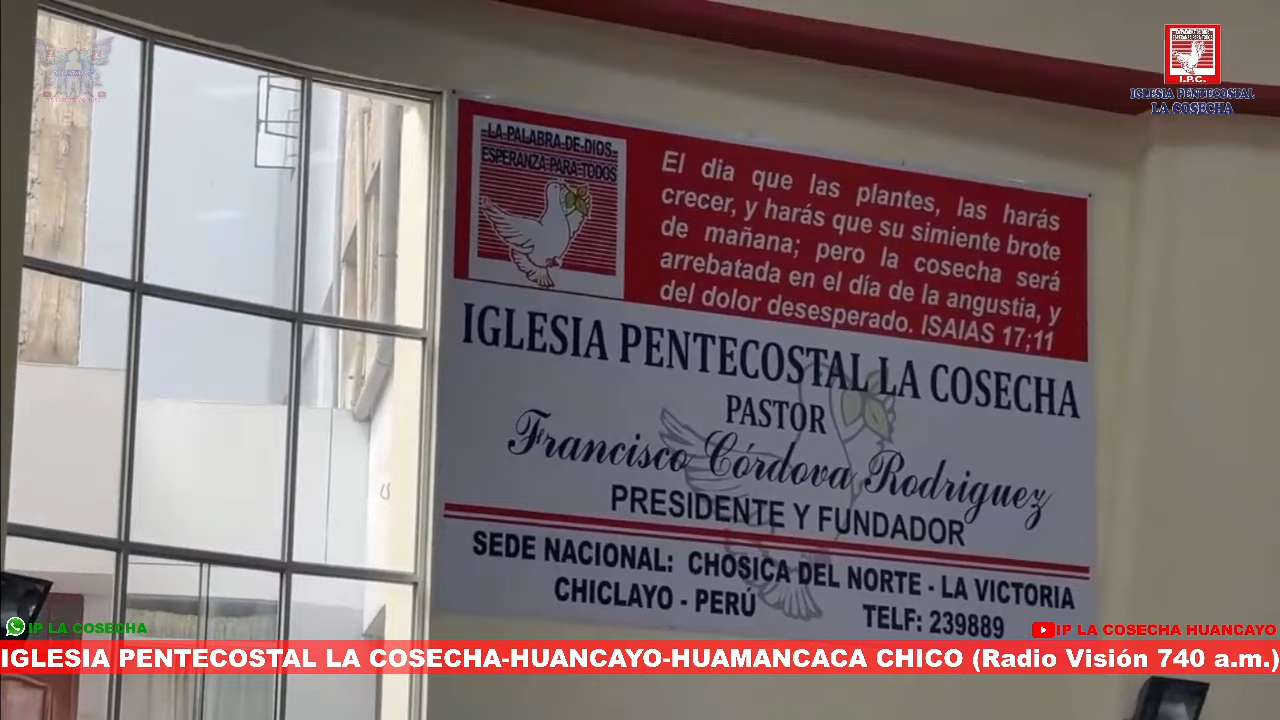 I.P.C.
IGLESIA PENTECOSTAL
LA COSECHA
LA PALABRA DE DIOS
ESPERANZA PARA TODOS
El dia que las plantes, las harás
crecer, y harás que su simiente brote
de mañana; pero la cosecha será
arrebatada en el día de la angustia, y
del dolor desesperado. ISAIAS 17;11
IGLESIA PENTECOSTAL LA COSECHA
PASTOR
Francisco Córdova Rodriguez
PRESIDENTE Y FUNDADOR
SEDE NACIONAL: CHOSICA DEL NORTE - LA VICTORIA
CHICLAYO - PERÚ TELF: 239889
IP LA COSECHA
IP LA COSECHA HUANCAYO
IGLESIA PENTECOSTAL LA COSECHA-HUANCAYO-HUAMANCACA CHICO (Radio Visión 740 a.m.)